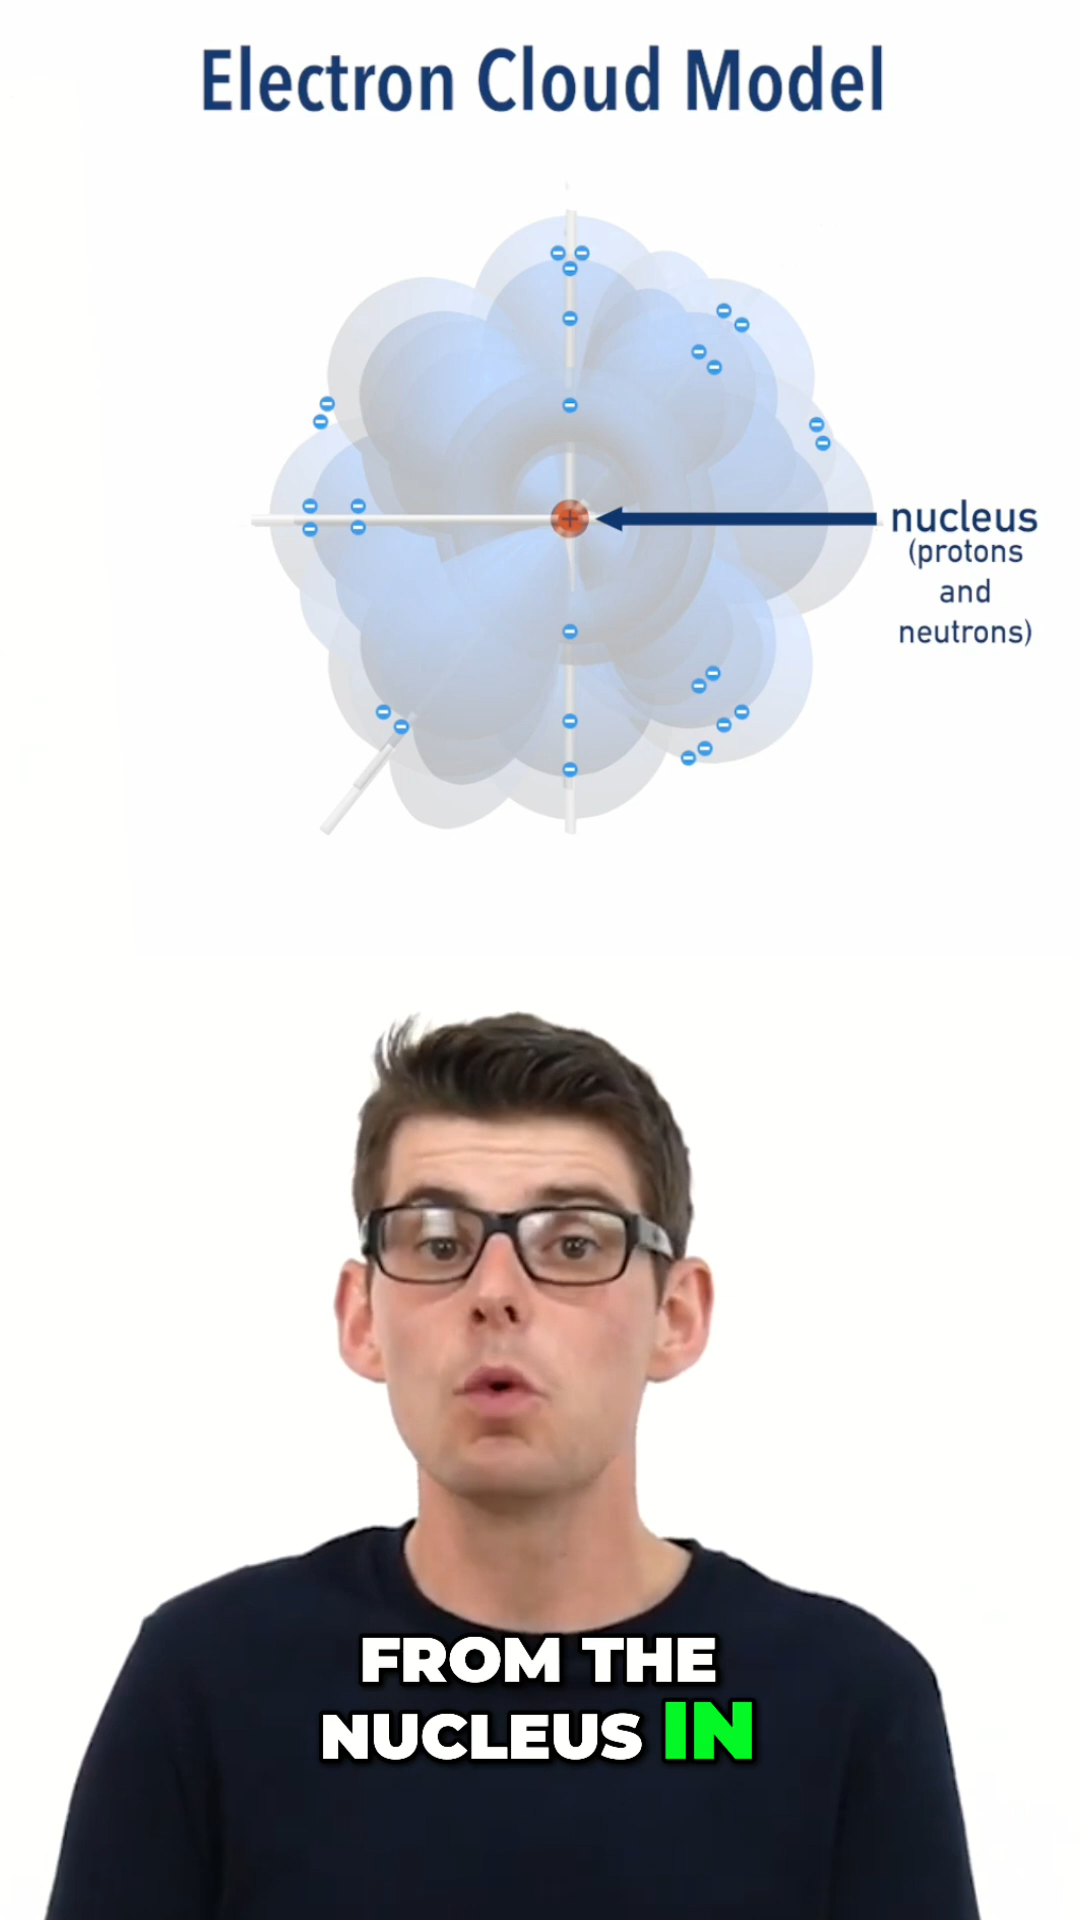 Electron Cloud Model
nucleus
(protons
and
neutrons)
FROM THE
NUCLEUS IN